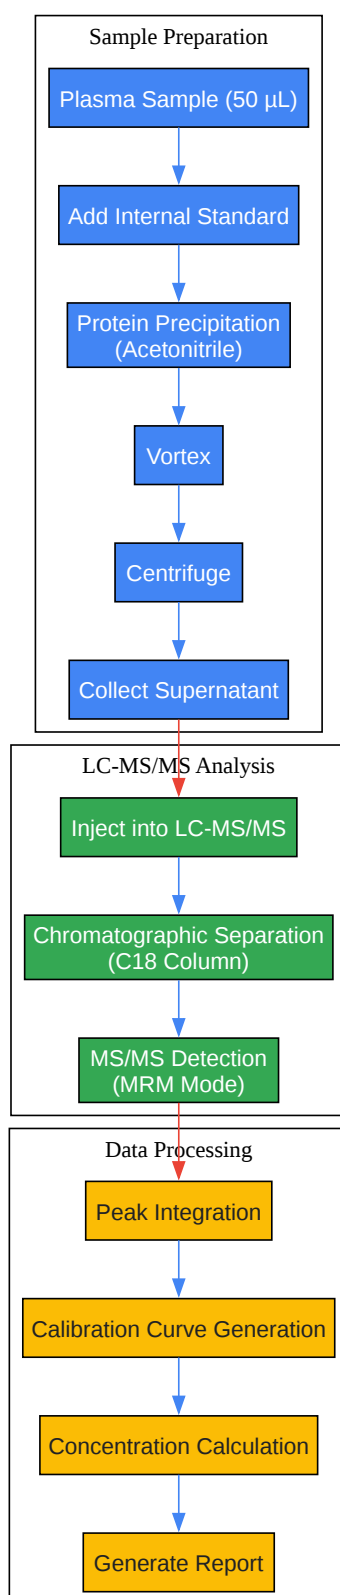 Sample Preparation
Plasma Sample (50 µL)
Add Internal Standard
Protein Precipitation
(Acetonitrile)
Vortex
Centrifuge
Collect Supernatant
LC-MS/MS Analysis
Inject into LC-MS/MS
Chromatographic Separation
(C18 Column)
MS/MS Detection
(MRM Mode)
Data Processing
Peak Integration
Calibration Curve Generation
Concentration Calculation
Generate Report